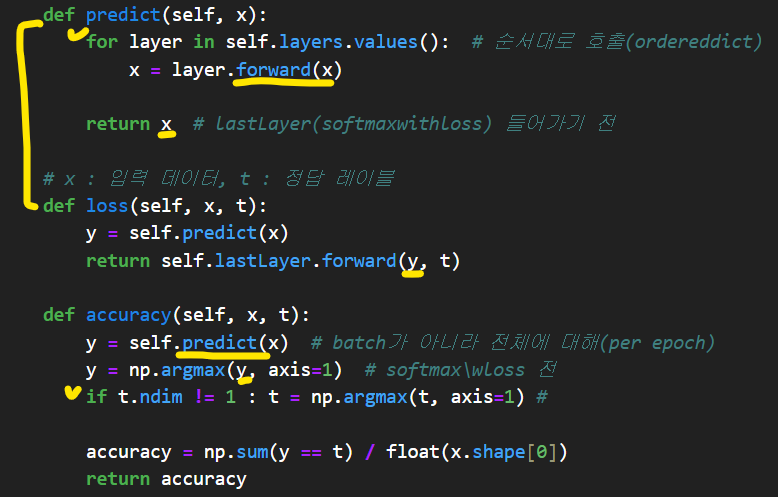 def predict(self, x):
for layer in self.layers.values():  # 순서대로 호출(ordereddict)
x = layer.forward(x)
return x  # lastLayer(softmaxwithloss) 들어가기 전
# x : 입력 데이터, t : 정답 레이블
def loss(self, x, t):
y = self.predict(x)
return self.lastLayer.forward(y, t)
def accuracy(self, x, t):
y = self.predict(x)  # batch가 아니라 전체에 대해(per epoch)
y = np.argmax(y, axis=1)  # softmax\wloss 전
if t.ndim != 1 : t = np.argmax(t, axis=1) #
accuracy = np.sum(y == t) / float(x.shape[0])
return accuracy